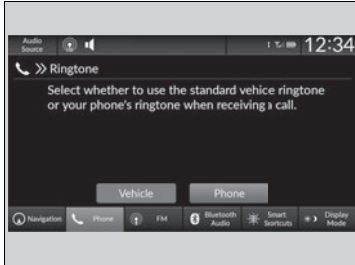 Audio
Source
12:34
Ringtone
Select whether to use the standard vehice ringtone
or your phone's ringtone when receiving a call.
Vehicle Phone
Navigation Phone FM Bluetooth
Audio Smart
Sortcuts Display
Mode